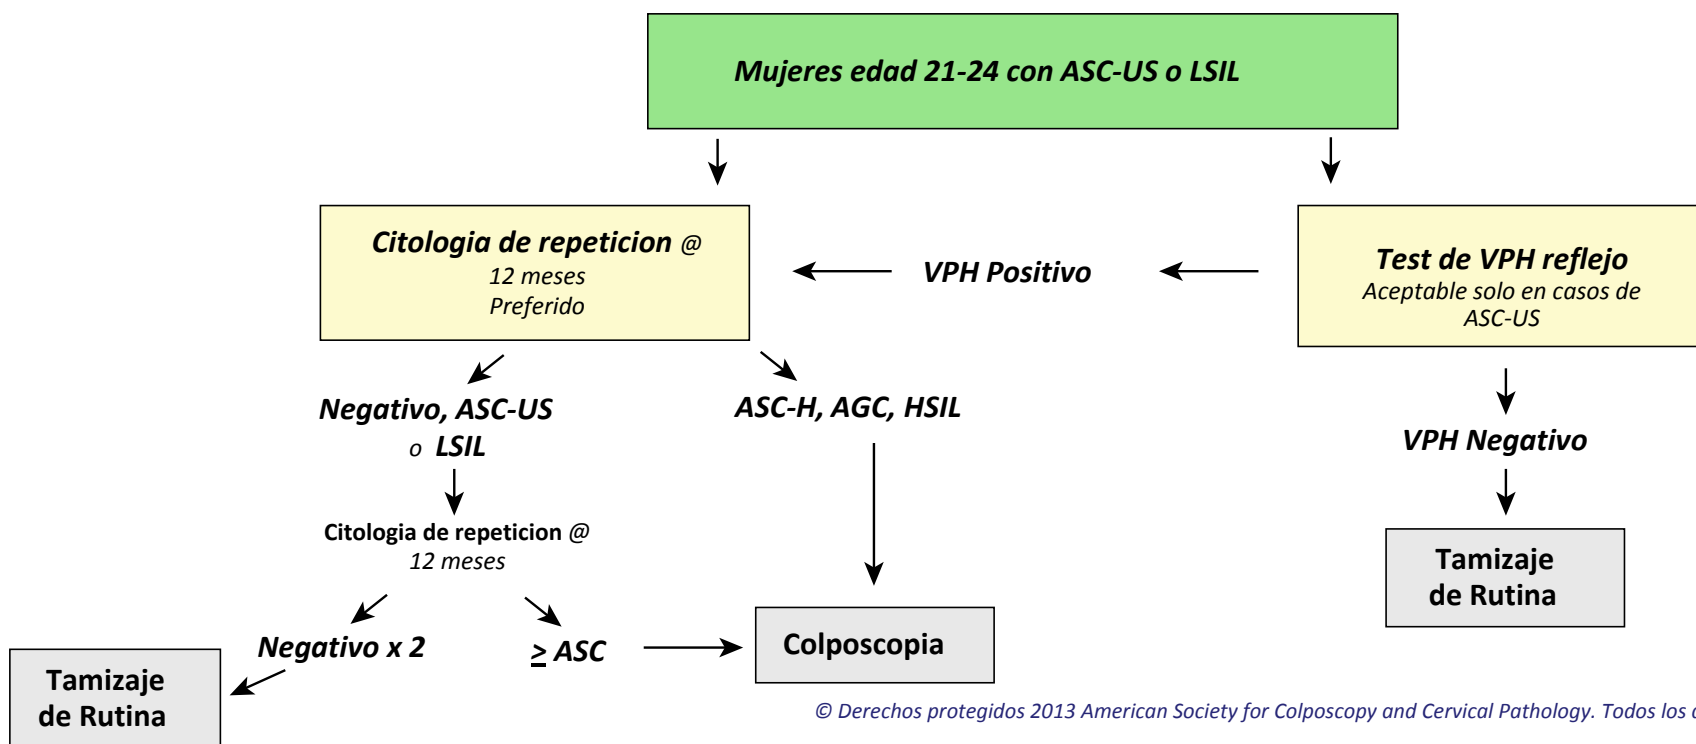 Mujeres edad 21-24 con ASC-US o LSIL
Citologia de repeticion @
12 meses
Preferido
VPH Positivo
Test de VPH reflejo
Aceptable solo en casos de
ASC-US
Negativo, ASC-US
o LSIL
ASC-H, AGC, HSIL
VPH Negativo
Citologia de repeticion @
12 meses
Tamizaje
de Rutina
Negativo x 2
≥ ASC
Colposcopia
Tamizaje
de Rutina
© Derechos protegidos 2013 American Society for Colposcopy and Cervical Pathology. Todos los